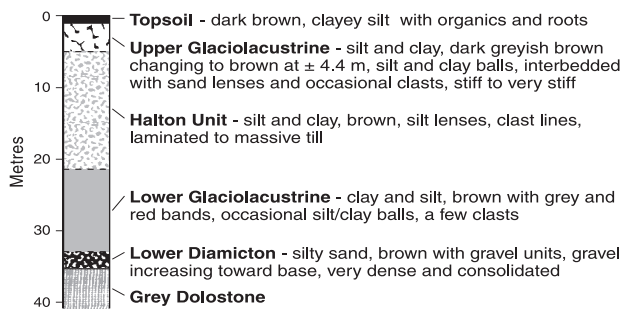 0
10
20
30
40
Metres
Topsoil - dark brown, clayey silt with organics and roots
Upper Glaciolacustrine - silt and clay, dark greyish brown
changing to brown at ± 4.4 m, silt and clay balls, interbedded
with sand lenses and occasional clasts, stiff to very stiff
Halton Unit - silt and clay, brown, silt lenses, clast lines,
laminated to massive till
Lower Glaciolacustrine - clay and silt, brown with grey and
red bands, occasional silt/clay balls, a few clasts
Lower Diamicton - silty sand, brown with gravel units, gravel
increasing toward base, very dense and consolidated
Grey Dolostone